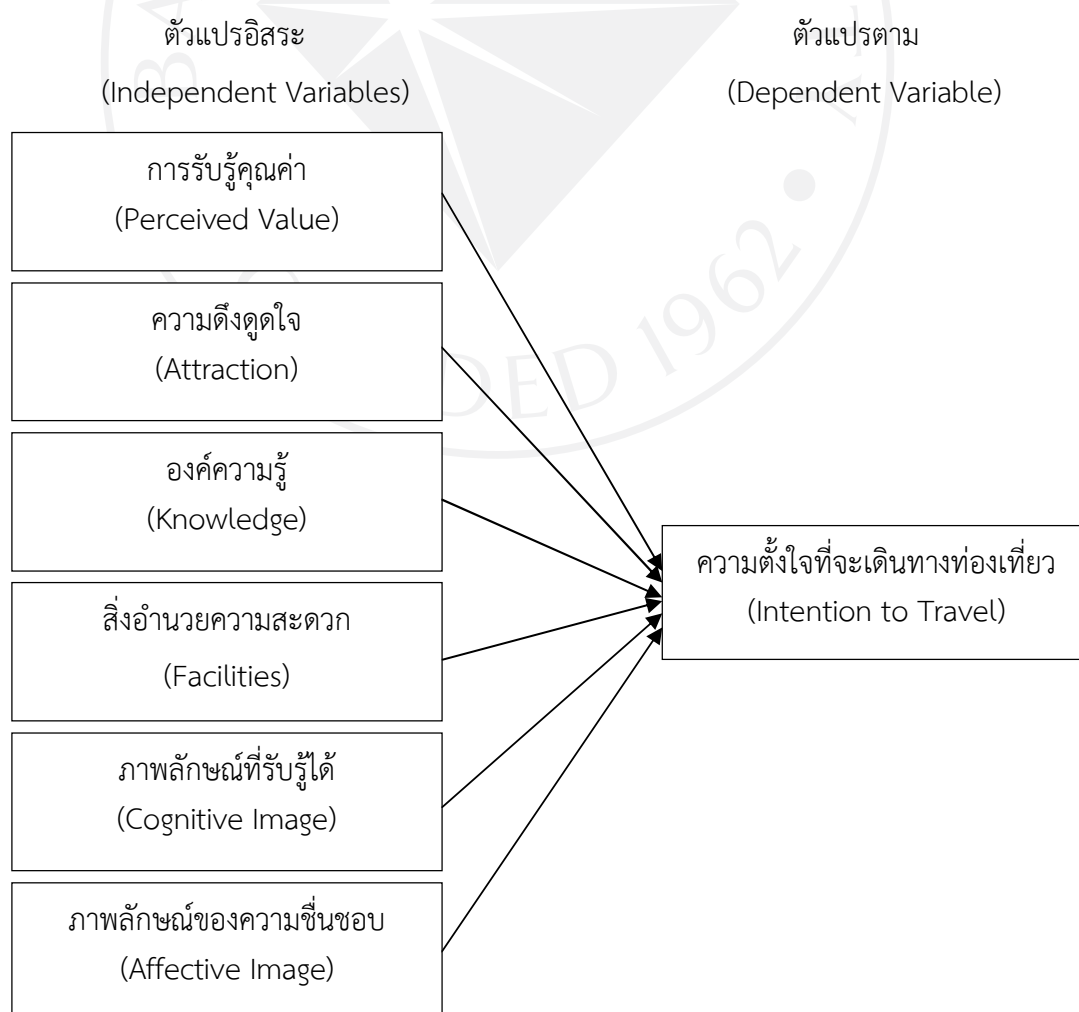 ตัวแปรอิสระ
(Independent Variables)
ตัวแปรตาม
(Dependent Variable)
การรับรู้คุณค่า
(Perceived Value)
ความดึงดูดใจ
(Attraction)
องค์ความรู้
(Knowledge)
สิ่งอำนวยความสะดวก
(Facilities)
ภาพลักษณ์ที่รับรู้ได้
(Cognitive Image)
ภาพลักษณ์ของความชื่นชอบ
(Affective Image)
ความตั้งใจที่จะเดินทางท่องเที่ยว
(Intention to Travel)
1962